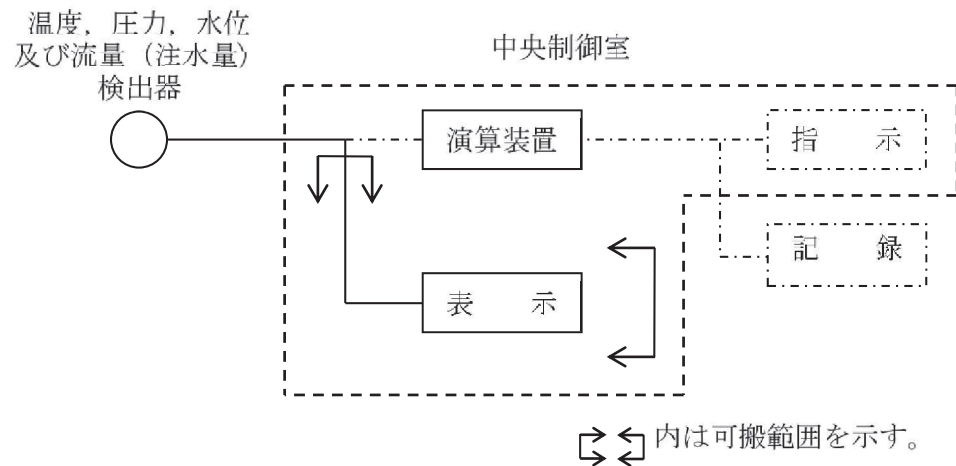 温度，圧力，水位
及び流量（注水量）
検出器
中央制御室
演算装置
指　示
記　録
表　示
内は可搬範囲を示す。